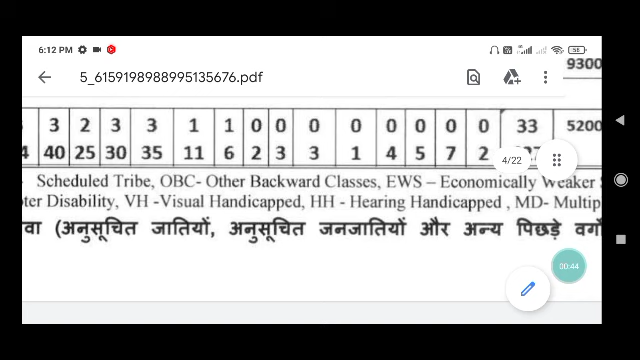 6:12 PM 58
9300
5_6159198988995135676.pdf
3 2 3 3 1 1 0 0 0 0 0 0 0 0 33 5200
4 40 25 30 35 11 6 2 3 3 1 4 5 7 2
4/22
Scheduled Tribe, OBC- Other Backward Classes, EWS – Economically Weaker
ter Disability, VH -Visual Handicapped, HH - Hearing Handicapped , MD- Multip
वा (अनुसूचित जातियों, अनुसूचित जनजातियों और अन्य पिछड़े वर्गो
00:44